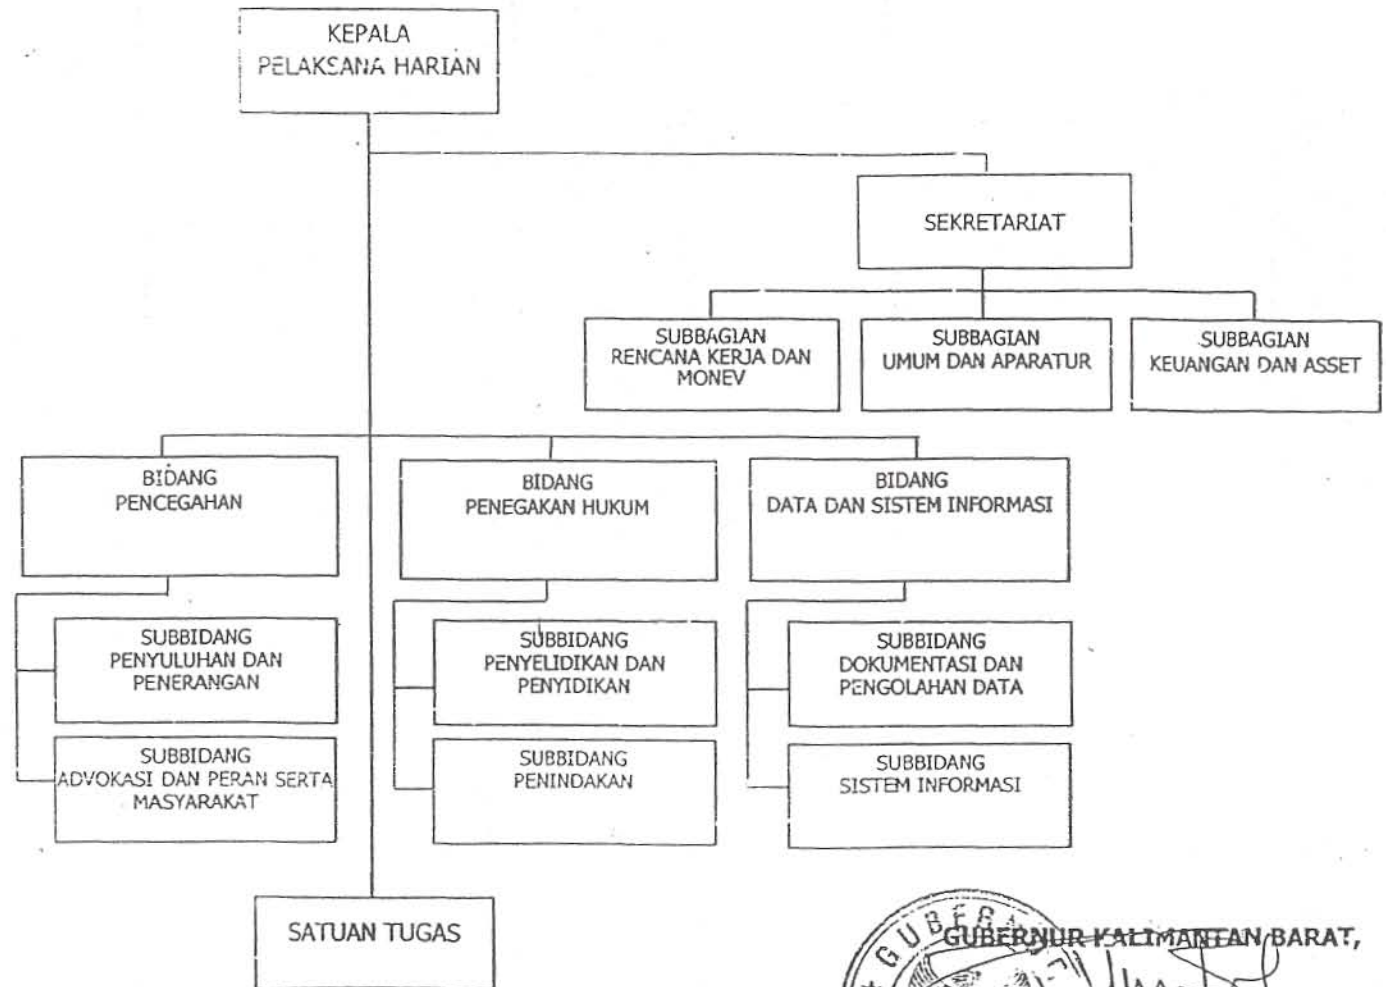 KEPALA
PELAKSANA HARIAN
SEKRETARIAT
SUBBAGIAN
RENCANA KERJA DAN
MONEV
SUBBAGIAN
UMUM DAN APARATUR
SUBBAGIAN
KEUANGAN DAN ASSET
BIDANG
PENCEGAHAN
BIDANG
PENEGAKAN HUKUM
BIDANG
DATA DAN SISTEM INFORMASI
SUBBIDANG
PENYULUHAN DAN
PENERANGAN
SUBBIDANG
PENYELIDIKAN DAN
PENYIDIKAN
SUBBIDANG
DOKUMENTASI DAN
PENGOLAHAN DATA
SUBBIDANG
ADVOKASI DAN PERAN SERTA
MASYARAKAT
SUBBIDANG
PENINDAKAN
SUBBIDANG
SISTEM INFORMASI
SATUAN TUGAS
GUBERNUR KALIMANTAN BARAT,